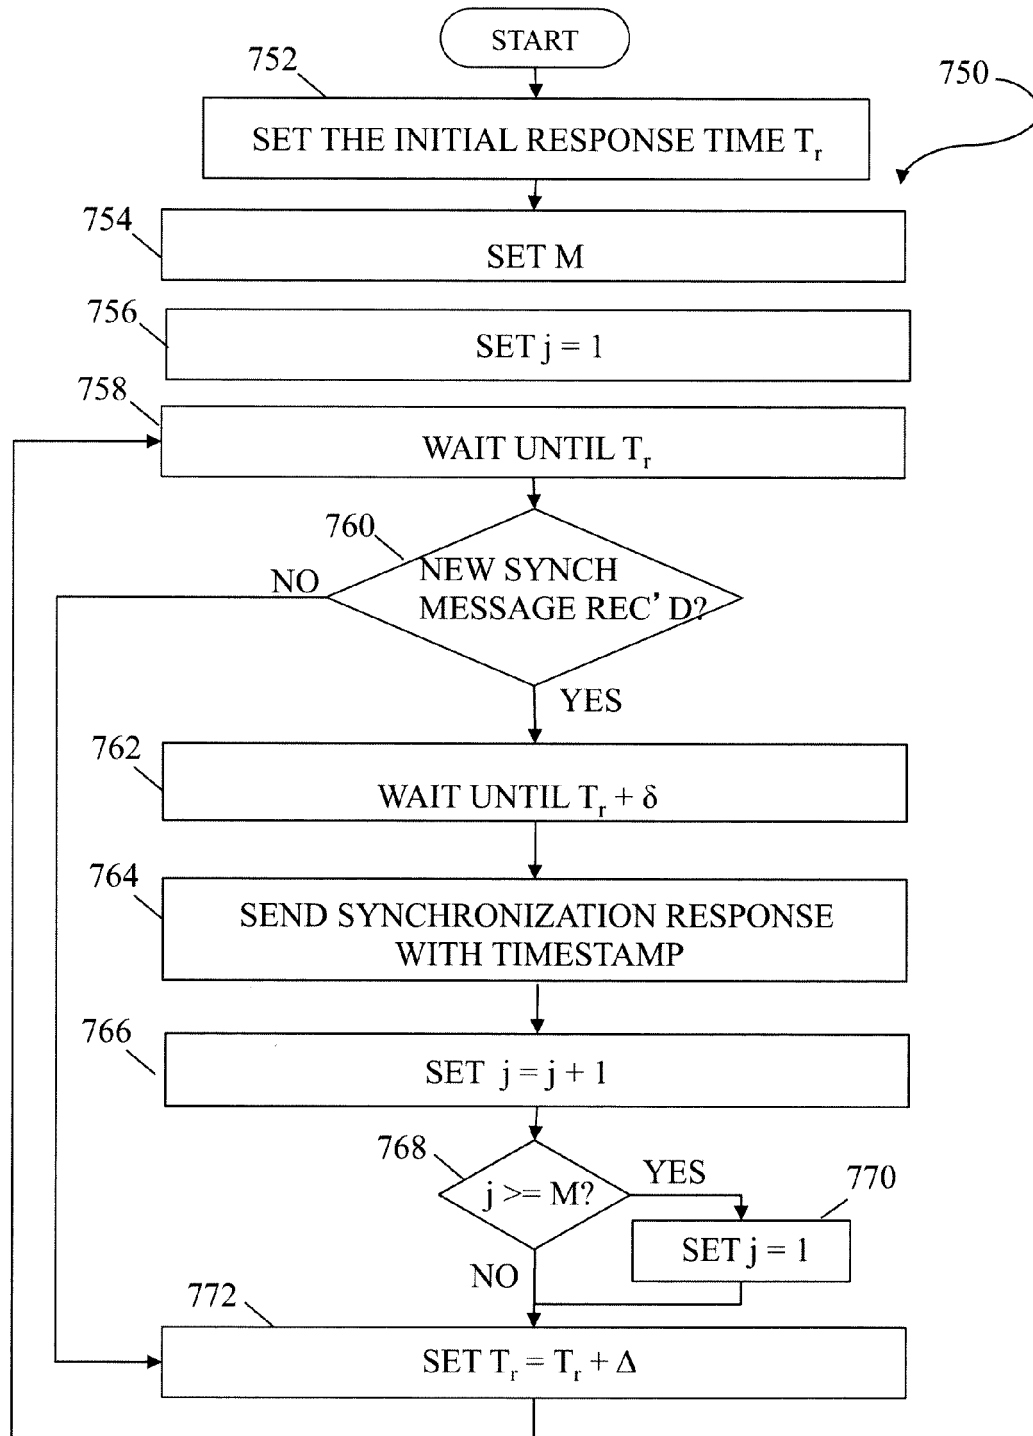 START
752
750
SET THE INITIAL RESPONSE TIME Tr
754
SET M
756
SET j = 1
758
WAIT UNTIL Tr
760
NEW SYNCH
MESSAGE REC'D?
NO
YES
762
WAIT UNTIL Tr + δ
764
SEND SYNCHRONIZATION RESPONSE
WITH TIMESTAMP
766
SET j = j + 1
768
j >= M?
YES
770
SET j = 1
NO
772
SET Tr = Tr + Δ